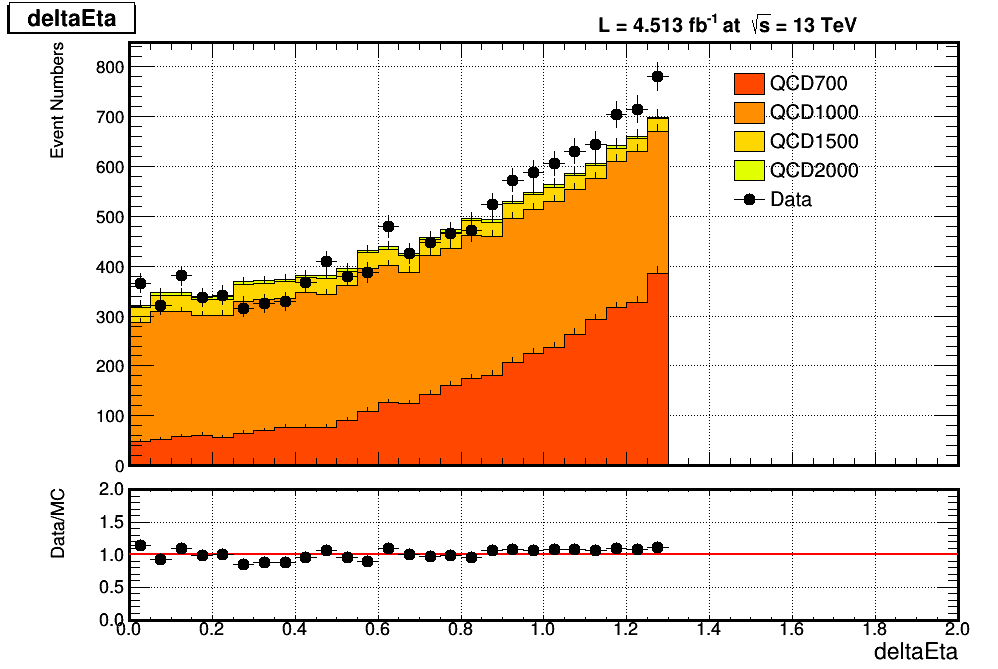 deltaEta
L = 4.513 fb⁻¹ at √s = 13 TeV
Event Numbers
800
700
600
500
400
300
200
100
0
QCD700
QCD1000
QCD1500
QCD2000
Data
Data/MC
2.0
1.5
1.0
0.5
0.0
0.0 0.2 0.4 0.6 0.8 1.0 1.2 1.4 1.6 1.8 2.0
deltaEta